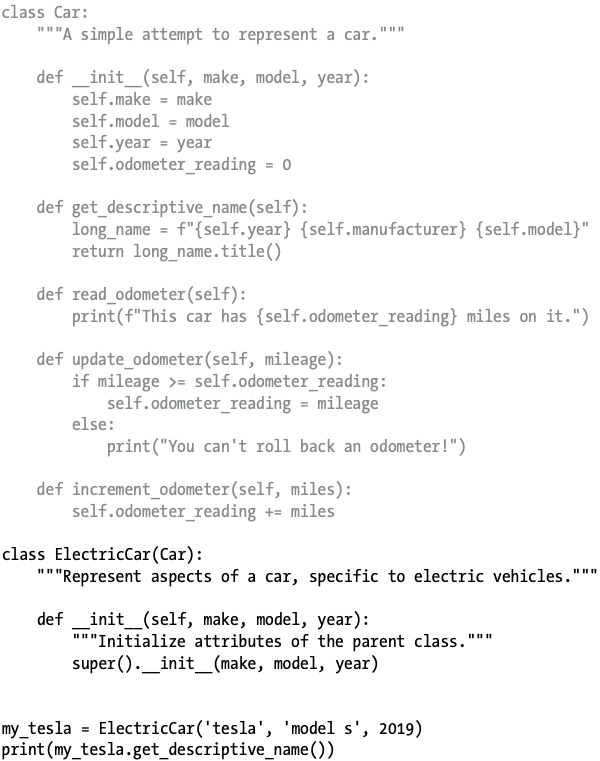 class Car:
    """A simple attempt to represent a car."""

    def __init__(self, make, model, year):
        self.make = make
        self.model = model
        self.year = year
        self.odometer_reading = 0

    def get_descriptive_name(self):
        long_name = f"{self.year} {self.manufacturer} {self.model}"
        return long_name.title()

    def read_odometer(self):
        print(f"This car has {self.odometer_reading} miles on it.")

    def update_odometer(self, mileage):
        if mileage >= self.odometer_reading:
            self.odometer_reading = mileage
        else:
            print("You can't roll back an odometer!")

    def increment_odometer(self, miles):
        self.odometer_reading += miles

class ElectricCar(Car):
    """Represent aspects of a car, specific to electric vehicles."""

    def __init__(self, make, model, year):
        """Initialize attributes of the parent class."""
        super().__init__(make, model, year)


my_tesla = ElectricCar('tesla', 'model s', 2019)
print(my_tesla.get_descriptive_name())